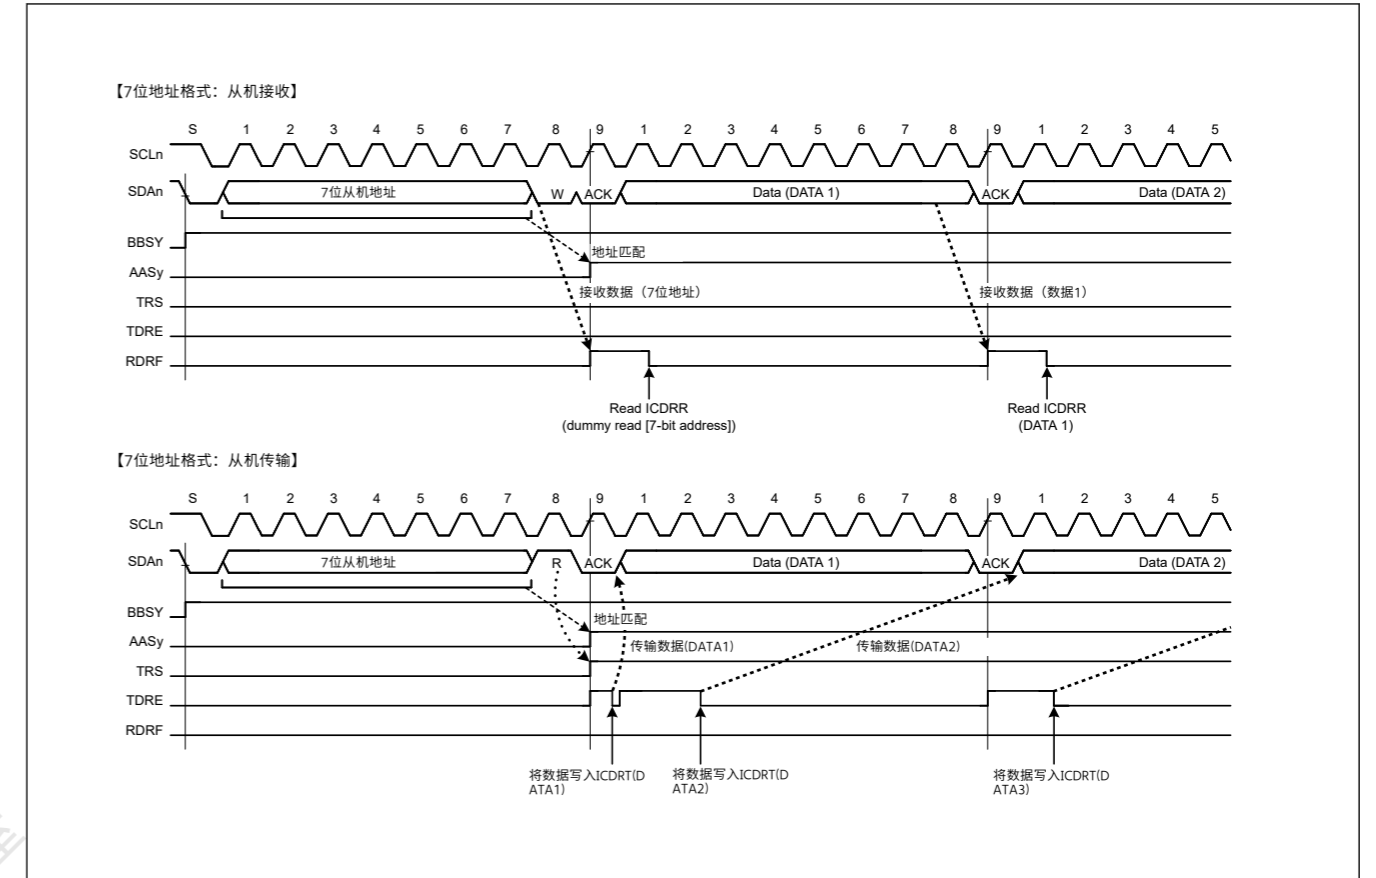 【7位地址格式：从机接收】
S 1 2 3 4 5 6 7 8 9 1 2 3 4 5 6 7 8 9 1 2 3 4 5
SCLn
SDAn 7位从机地址 W ACK Data (DATA 1) ACK Data (DATA 2)
BBSY
地址匹配
AASy
接收数据（7位地址） 接收数据（数据1）
TRS
TDRE
RDRF
Read ICDRR Read ICDRR
(dummy read [7-bit address]) (DATA 1)
【7位地址格式：从机传输】
S 1 2 3 4 5 6 7 8 9 1 2 3 4 5 6 7 8 9 1 2 3 4 5
SCLn
SDAn 7位从机地址 R ACK Data (DATA 1) ACK Data (DATA 2)
BBSY
地址匹配
AASy
传输数据(DATA1) 传输数据(DATA2)
TRS
TDRE
RDRF
将数据写入ICDRT(D 将数据写入ICDRT(D 将数据写入ICDRT(D
ATA1) ATA2) ATA3)